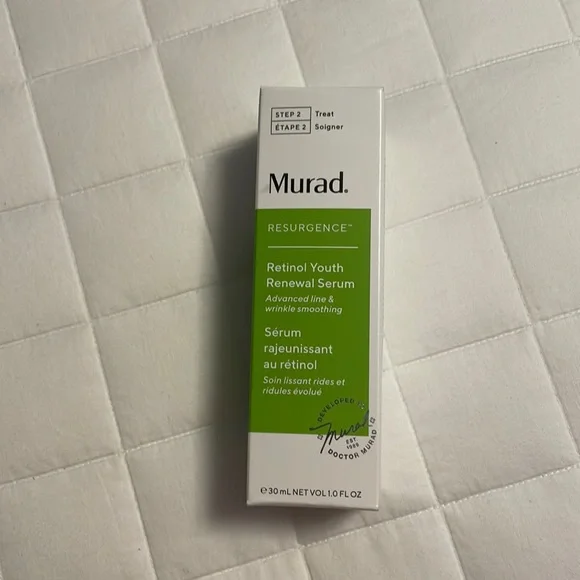 STEP 2 Treat
ÉTAPE 2 Soigner
Murad.
RESURGENCE™
Retinol Youth
Renewal Serum
Advanced line &
wrinkle smoothing
Sérum
rajeunissant
au rétinol
Soin lissant rides et
ridules évolué
DEVELOPED
Murad
EST.
1989
DOCTOR MURAD
℮ 30 mL NET VOL 1.0 FL OZ